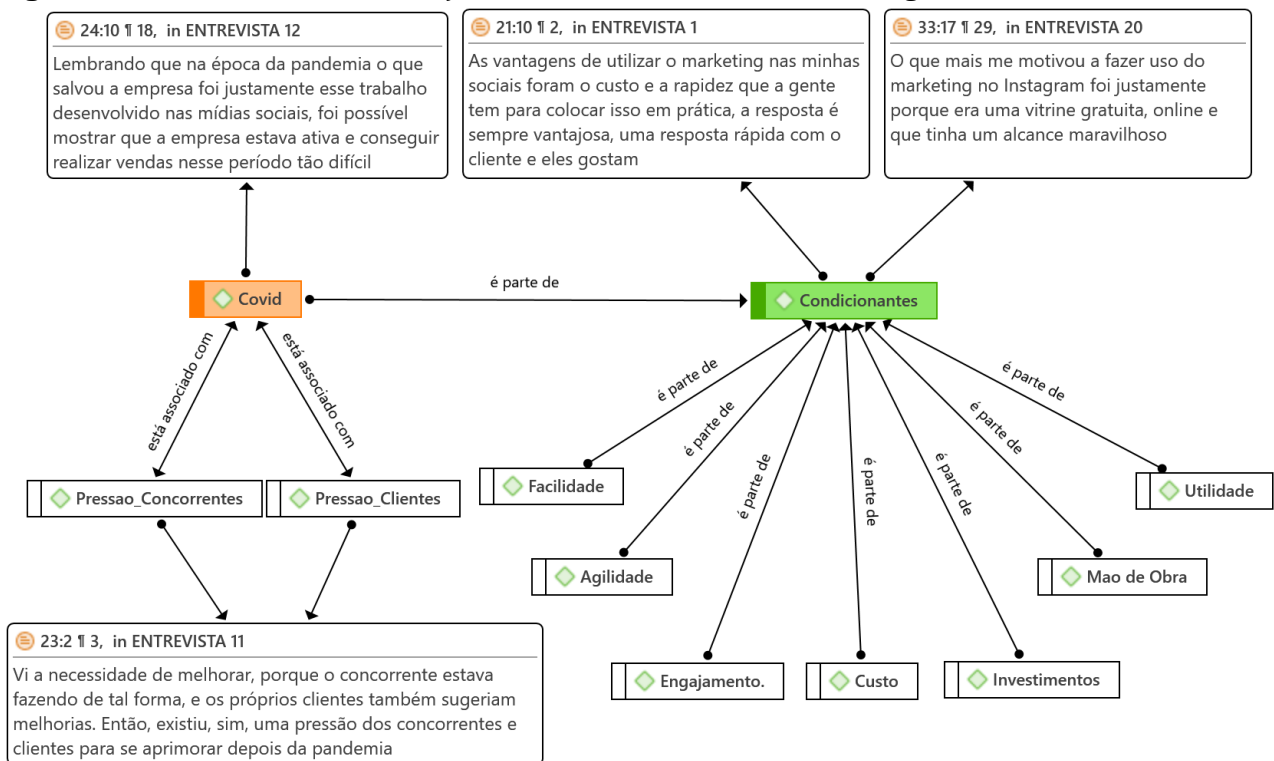 24:10 ¶ 18, in ENTREVISTA 12
Lembrando que na época da pandemia o que
salvou a empresa foi justamente esse trabalho
desenvolvido nas mídias sociais, foi possível
mostrar que a empresa estava ativa e conseguir
realizar vendas nesse período tão difícil
21:10 ¶ 2, in ENTREVISTA 1
As vantagens de utilizar o marketing nas minhas
sociais foram o custo e a rapidez que a gente
tem para colocar isso em prática, a resposta é
sempre vantajosa, uma resposta rápida com o
cliente e eles gostam
33:17 ¶ 29, in ENTREVISTA 20
O que mais me motivou a fazer uso do
marketing no Instagram foi justamente
porque era uma vitrine gratuita, online e
que tinha um alcance maravilhoso
é parte de
Covid
Condicionantes
está associado com
está associado com
é parte de
é parte de
é parte de
é parte de
é parte de
é parte de
é parte de
Pressao_Concorrentes
Pressao_Clientes
Facilidade
Utilidade
Agilidade
Mao de Obra
Engajamento.
Custo
Investimentos
23:2 ¶ 3, in ENTREVISTA 11
Vi a necessidade de melhorar, porque o concorrente estava
fazendo de tal forma, e os próprios clientes também sugeriam
melhorias. Então, existiu, sim, uma pressão dos concorrentes e
clientes para se aprimorar depois da pandemia